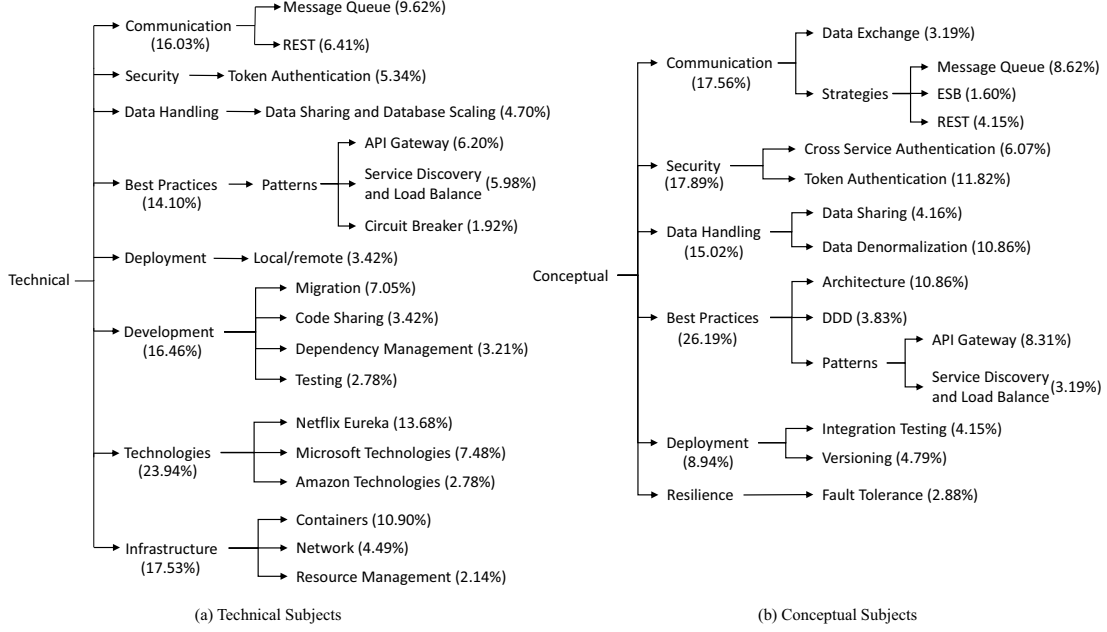 Technical
Communication
(16.03%)
Message Queue (9.62%)
REST (6.41%)
Security
Token Authentication (5.34%)
Data Handling
Data Sharing and Database Scaling (4.70%)
Best Practices
(14.10%)
Patterns
API Gateway (6.20%)
Service Discovery
and Load Balance (5.98%)
Circuit Breaker (1.92%)
Deployment
Local/remote (3.42%)
Development
(16.46%)
Migration (7.05%)
Code Sharing (3.42%)
Dependency Management (3.21%)
Testing (2.78%)
Technologies
(23.94%)
Netflix Eureka (13.68%)
Microsoft Technologies (7.48%)
Amazon Technologies (2.78%)
Infrastructure
(17.53%)
Containers (10.90%)
Network (4.49%)
Resource Management (2.14%)
(a) Technical Subjects
Conceptual
Communication
(17.56%)
Data Exchange (3.19%)
Strategies
Message Queue (8.62%)
ESB (1.60%)
REST (4.15%)
Security
(17.89%)
Cross Service Authentication (6.07%)
Token Authentication (11.82%)
Data Handling
(15.02%)
Data Sharing (4.16%)
Data Denormalization (10.86%)
Best Practices
(26.19%)
Architecture (10.86%)
DDD (3.83%)
Patterns
API Gateway (8.31%)
Service Discovery
and Load Balance (3.19%)
Deployment
(8.94%)
Integration Testing (4.15%)
Versioning (4.79%)
Resilience
Fault Tolerance (2.88%)
(b) Conceptual Subjects